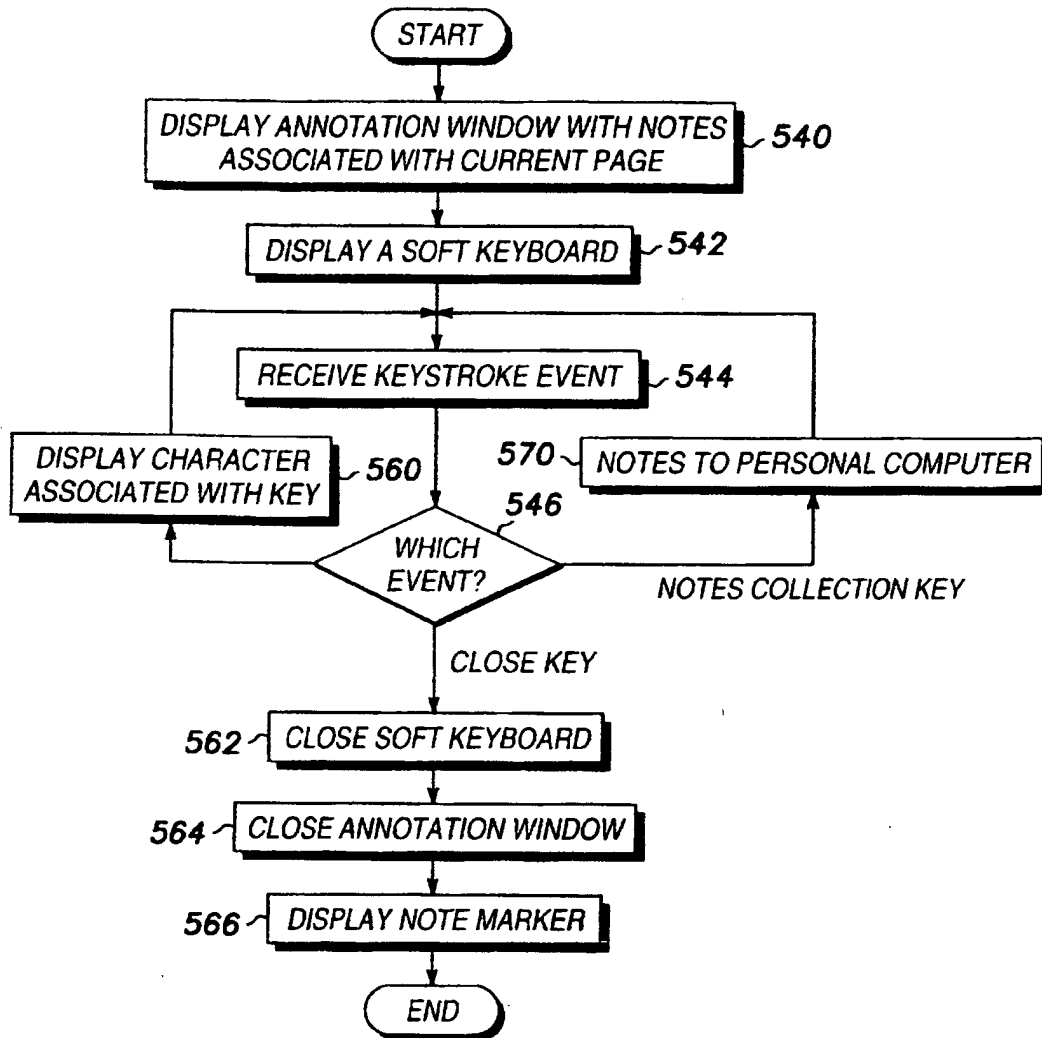 START
DISPLAY ANNOTATION WINDOW WITH NOTES
ASSOCIATED WITH CURRENT PAGE
540
DISPLAY A SOFT KEYBOARD
542
RECEIVE KEYSTROKE EVENT
544
DISPLAY CHARACTER
ASSOCIATED WITH KEY
560
570
NOTES TO PERSONAL COMPUTER
546
WHICH
EVENT?
NOTES COLLECTION KEY
CLOSE KEY
562
CLOSE SOFT KEYBOARD
564
CLOSE ANNOTATION WINDOW
566
DISPLAY NOTE MARKER
END